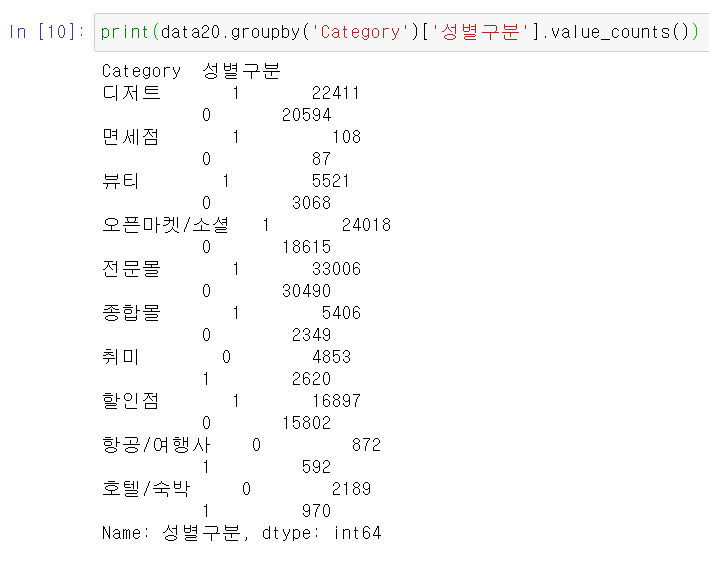 In [10]: print(data20.groupby('Category')['성별구분'].value_counts())
Category 성별구분
디저트 1 22411
0 20594
면세점 1 108
0 87
뷰티 1 5521
0 3068
오픈마켓/소셜 1 24018
0 18615
전문몰 1 33006
0 30490
종합몰 1 5406
0 2349
취미 0 4853
1 2620
할인점 1 16897
0 15802
항공/여행사 0 872
1 592
호텔/숙박 0 2189
1 970
Name: 성별구분, dtype: int64